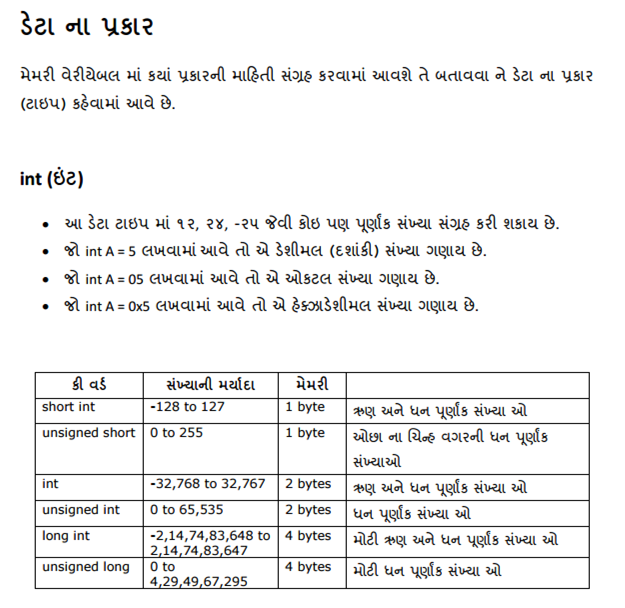 ડેટા ના પ્રકાર
મેમરી વેરીયેબલ માં કયાં પ્રકારની માહિતી સંગ્રહ કરવામાં આવશે તે બતાવવા ને ડેટા ના પ્રકાર
(ટાઇપ) કહેવામાં આવે છે.
int (ઇંટ)
• આ ડેટા ટાઇપ માં ૧૨, ૨૪, -૨૫ જેવી કોઇ પણ પૂર્ણાંક સંખ્યા સંગ્રહ કરી શકાય છે.
• જો int A = 5 લખવામાં આવે તો એ ડેશીમલ (દશાંકી) સંખ્યા ગણાય છે.
• જો int A = 05 લખવામાં આવે તો એ ઓકટલ સંખ્યા ગણાય છે.
• જો int A = 0x5 લખવામાં આવે તો એ હેક્ઝાડેશીમલ સંખ્યા ગણાય છે.
કી વર્ડ સંખ્યાની મર્યાદા મેમરી
short int -128 to 127 1 byte ઋણ અને ધન પૂર્ણાંક સંખ્યા ઓ
unsigned short 0 to 255 1 byte ઓછા ના ચિન્હ વગરની ધન પૂર્ણાંક
સંખ્યાઓ
int -32,768 to 32,767 2 bytes ઋણ અને ધન પૂર્ણાંક સંખ્યા ઓ
unsigned int 0 to 65,535 2 bytes ધન પૂર્ણાંક સંખ્યા ઓ
long int -2,14,74,83,648 to 4 bytes મોટી ઋણ અને ધન પૂર્ણાંક સંખ્યા ઓ
2,14,74,83,647
unsigned long 0 to 4 bytes મોટી ધન પૂર્ણાંક સંખ્યા ઓ
4,29,49,67,295